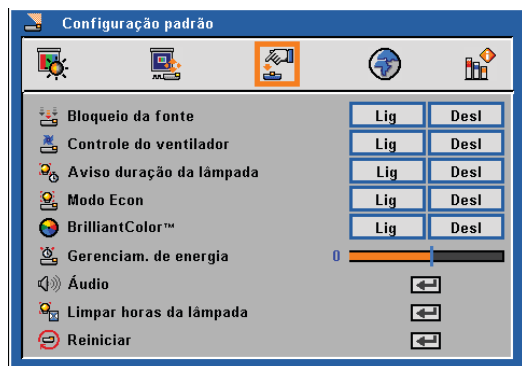 Configuração padrão
Bloqueio da fonte Lig Desl
Controle do ventilador Lig Desl
Aviso duração da lâmpada Lig Desl
Modo Econ Lig Desl
BrilliantColor™ Lig Desl
Gerenciam. de energia 0
Áudio
Limpar horas da lâmpada
Reiniciar